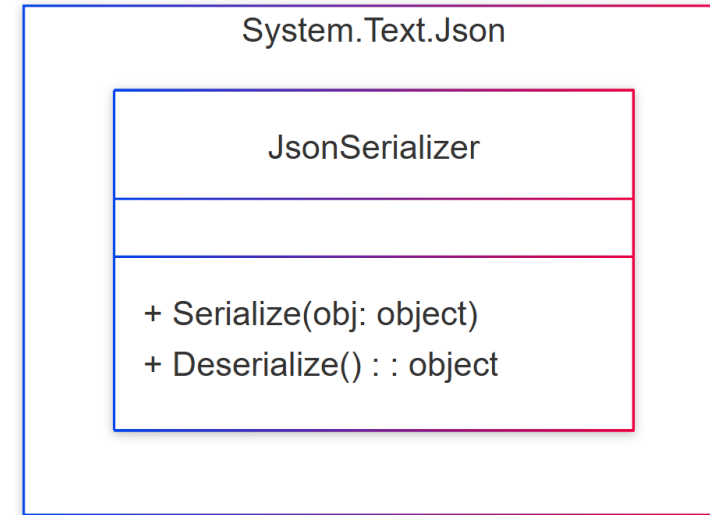 System.Text.Json
JsonSerializer
+ Serialize(obj: object)
+ Deserialize() : : object